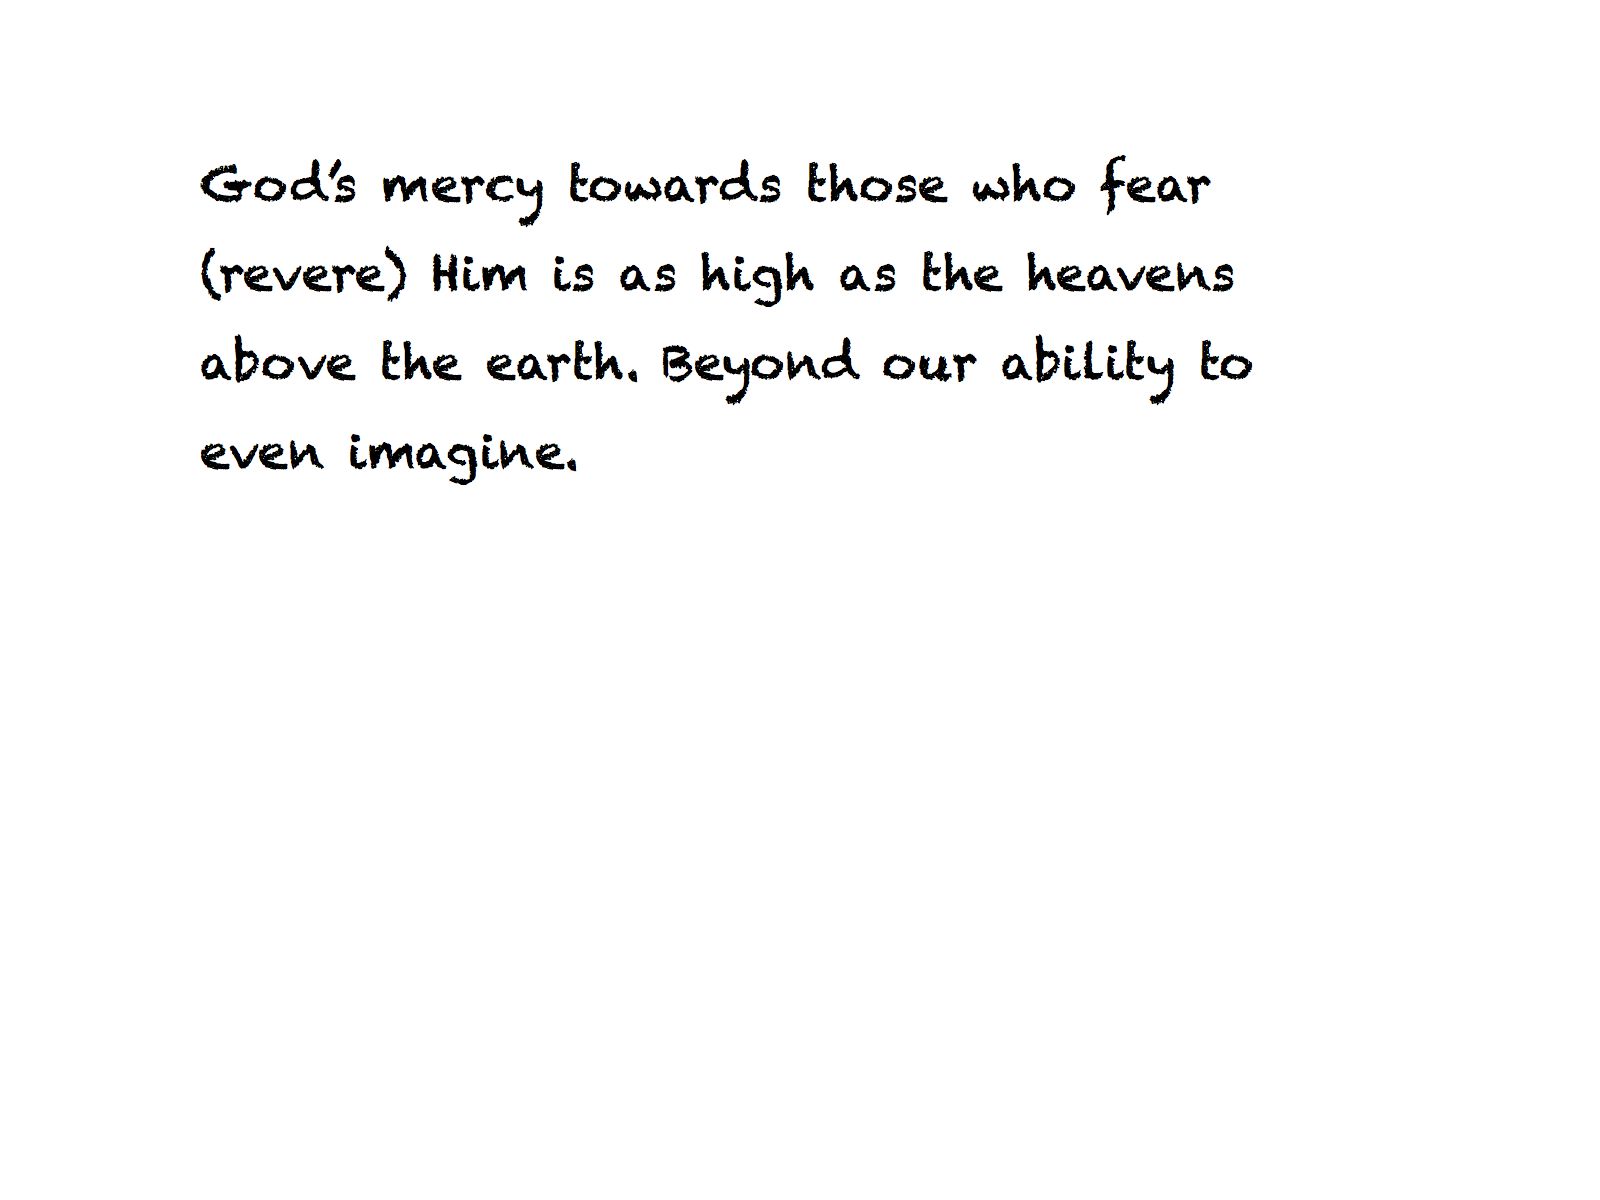 God's mercy towards those who fear
(revere) Him is as high as the heavens
above the earth. Beyond our ability to
even imagine.